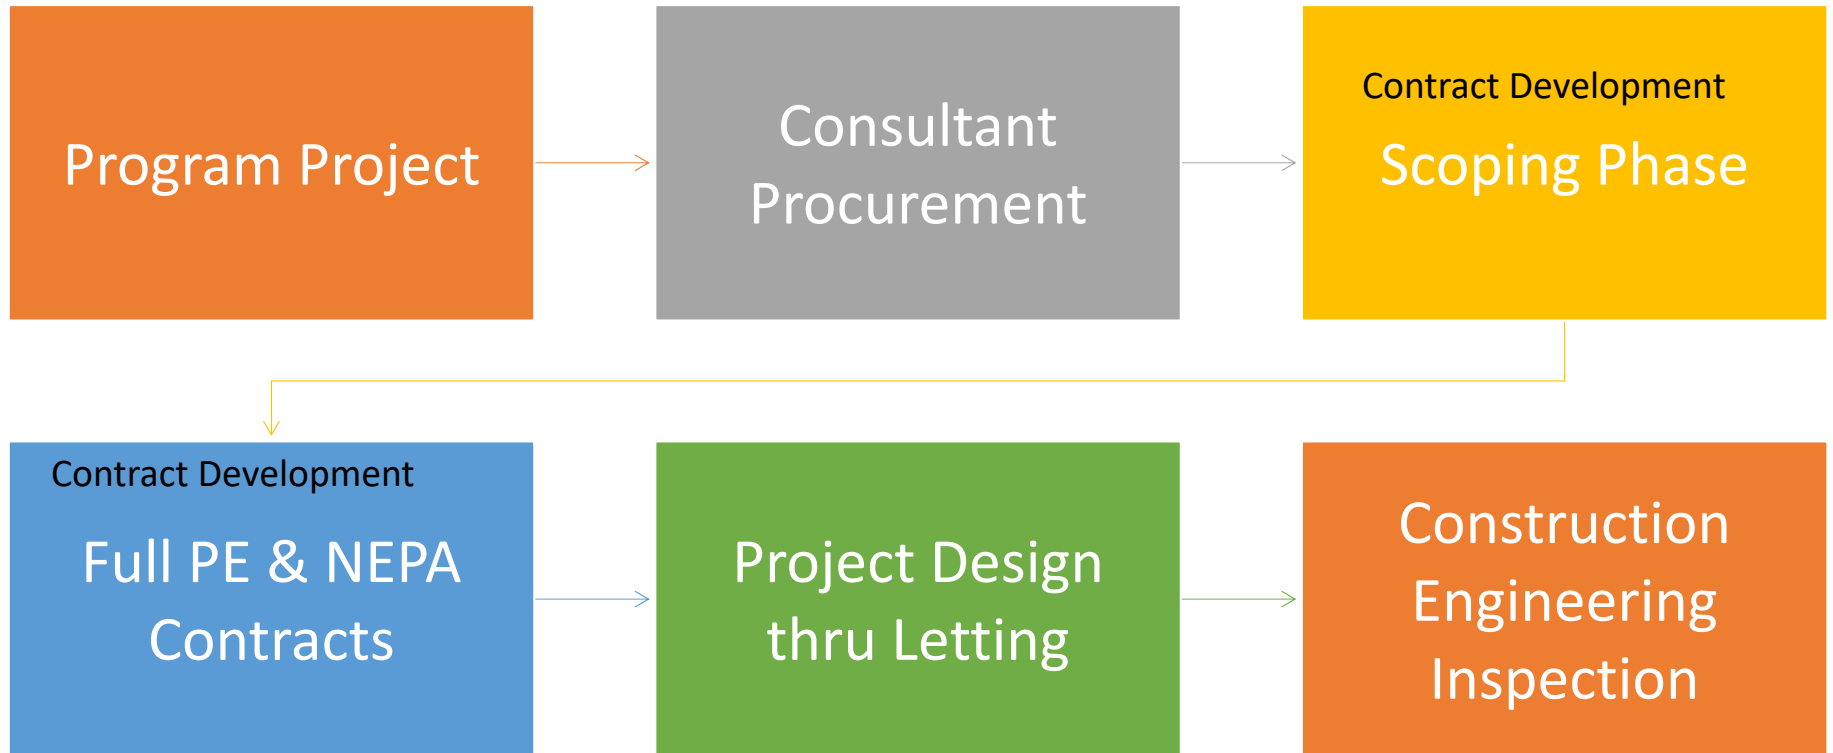 Program Project
Consultant
Procurement
Contract Development
Scoping Phase
Contract Development
Full PE & NEPA
Contracts
Project Design
thru Letting
Construction
Engineering
Inspection